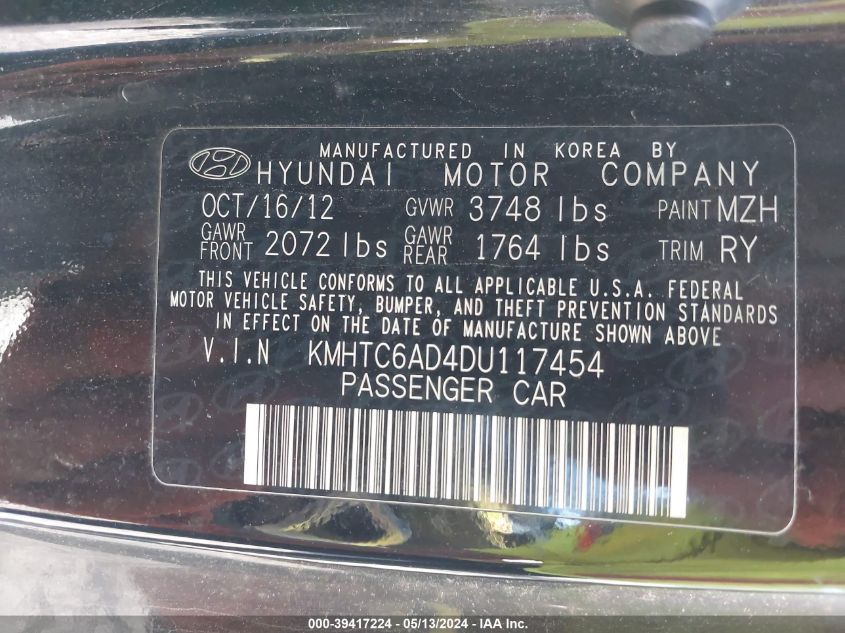 MANUFACTURED IN KOREA BY
HYUNDAI MOTOR COMPANY
OCT/16/12 GVWR 3748 lbs PAINT MZH
GAWR FRONT 2072 lbs GAWR REAR 1764 lbs TRIM RY
THIS VEHICLE CONFORMS TO ALL APPLICABLE U.S.A. FEDERAL
MOTOR VEHICLE SAFETY, BUMPER, AND THEFT PREVENTION STANDARDS
IN EFFECT ON THE DATE OF MANUFACTURE SHOWN ABOVE
V.I.N KMHTC6AD4DU117454
PASSENGER CAR
000-39417224 - 05/13/2024 - IAA Inc.